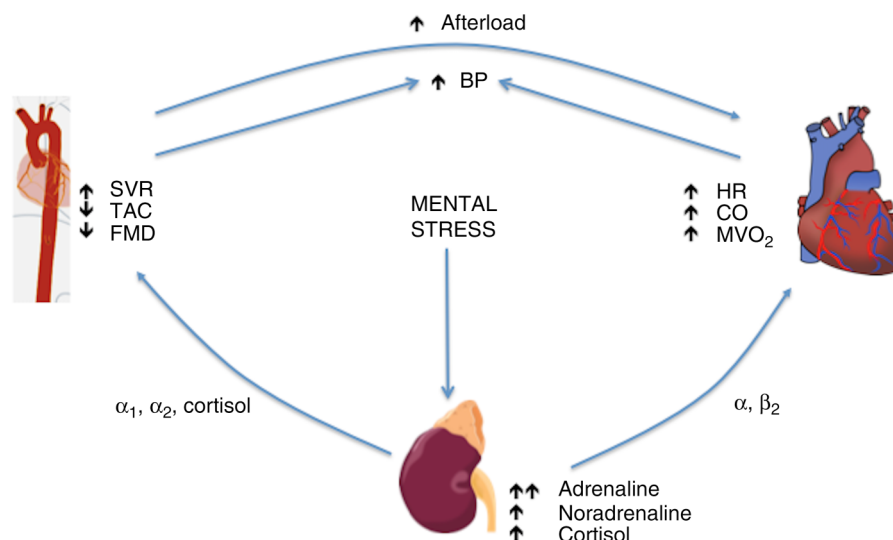 ↑ Afterload
↑ BP
↑ SVR
↓ TAC
↓ FMD
MENTAL
STRESS
↑ HR
↑ CO
↑ MVO₂
α₁, α₂, cortisol
α, β₂
↑↑ Adrenaline
↑ Noradrenaline
↑ Cortisol